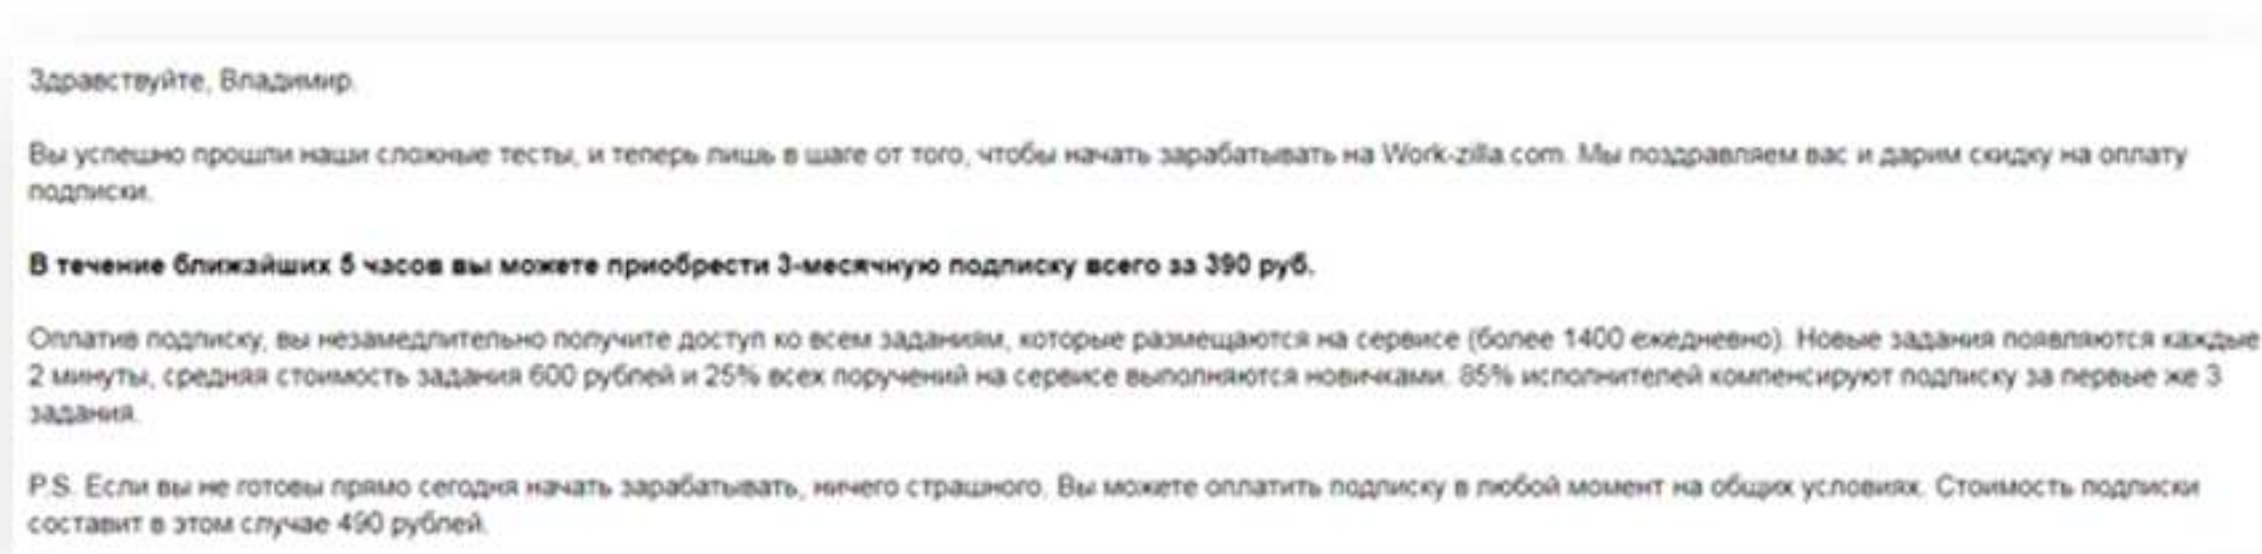 Здравствуйте, Владимир.
Вы успешно прошли наши сложные тесты, и теперь лишь в шаге от того, чтобы начать зарабатывать на Work-zilla.com. Мы поздравляем вас и дарим скидку на оплату
подписки.
В течение ближайших 5 часов вы можете приобрести 3-месячную подписку всего за 390 руб.
Оплатив подписку, вы незамедлительно получите доступ ко всем заданиям, которые размещаются на сервисе (более 1400 ежедневно). Новые задания появляются каждые
2 минуты, средняя стоимость задания 600 рублей и 25% всех поручений на сервисе выполняются новичками. 85% исполнителей компенсируют подписку за первые же 3
задания.
P.S. Если вы не готовы прямо сегодня начать зарабатывать, ничего страшного. Вы можете оплатить подписку в любой момент на общих условиях. Стоимость подписки
составит в этом случае 490 рублей.